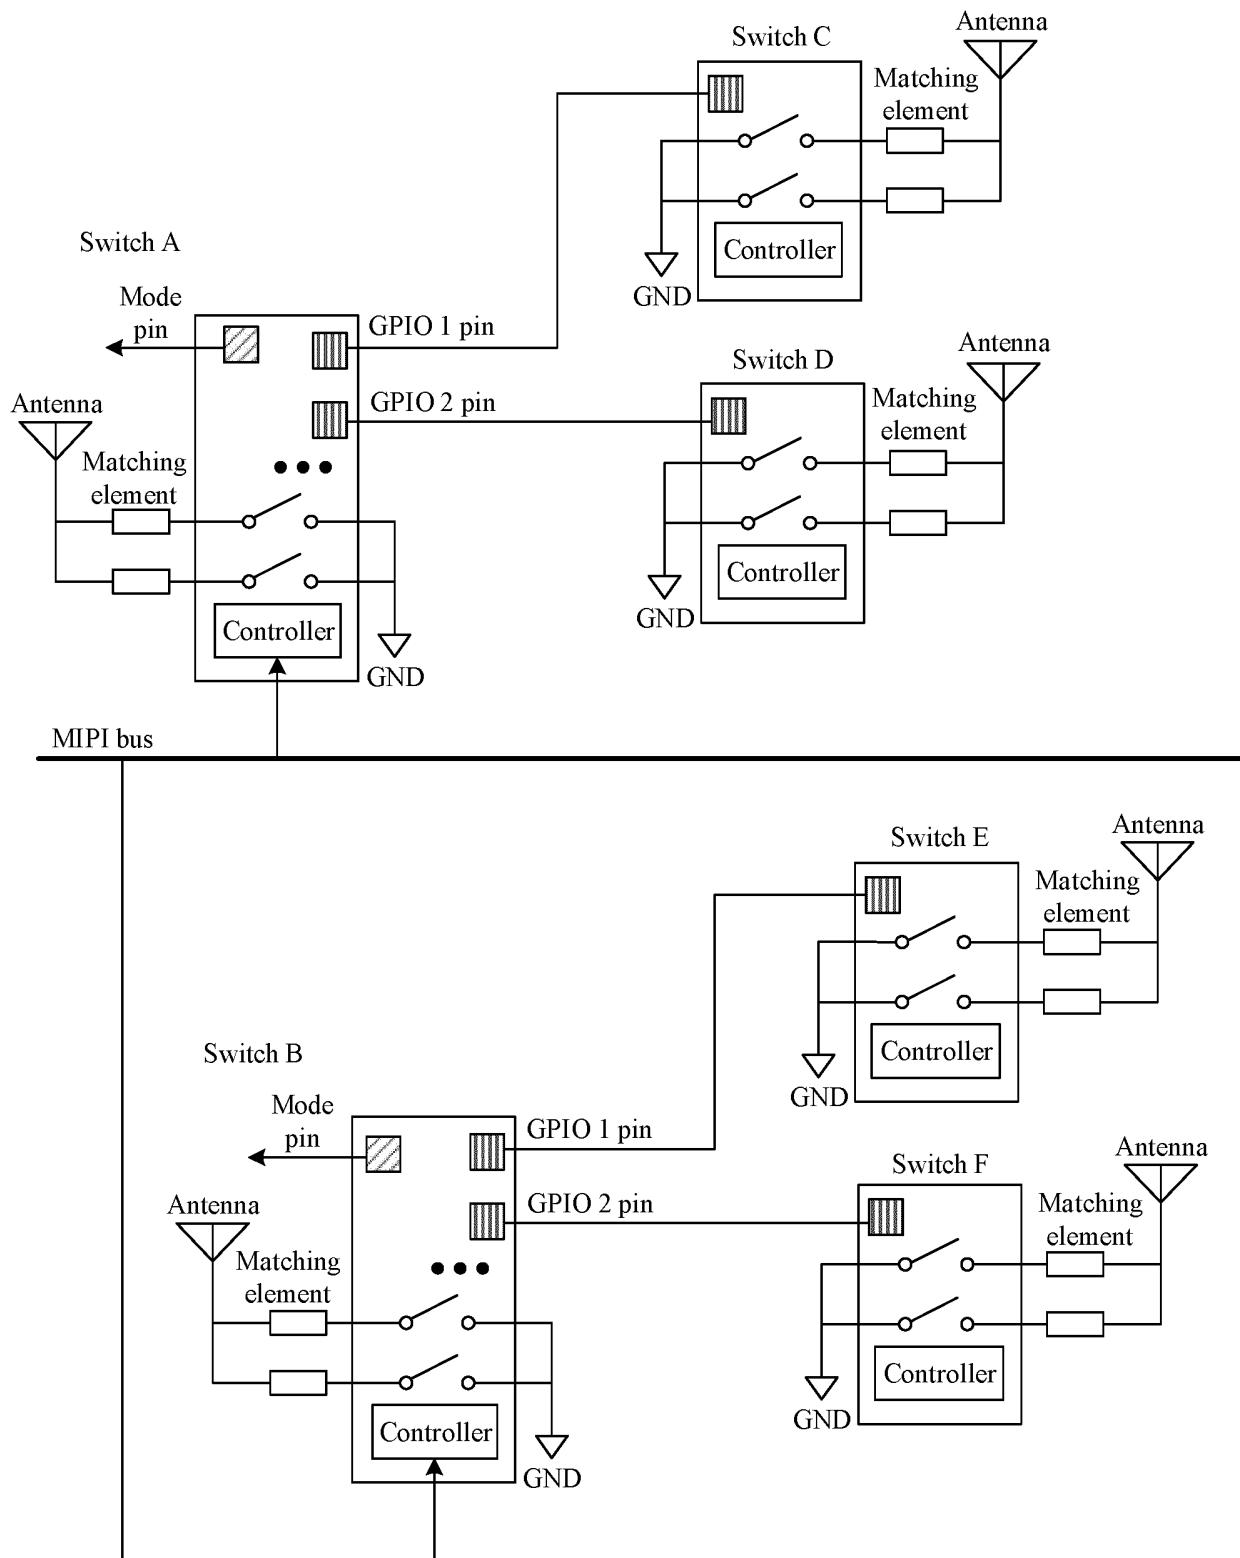 Antenna
Switch C
Matching
element
Controller
GND
Switch A
Mode
pin
GPIO 1 pin
Antenna
Switch D
GPIO 2 pin
Matching
element
Antenna
Matching
element
Controller
GND
Controller
GND
MIPI bus
Antenna
Switch E
Matching
element
Controller
GND
Switch B
Mode
pin
GPIO 1 pin
Antenna
Switch F
GPIO 2 pin
Matching
element
Antenna
Matching
element
Controller
GND
Controller
GND